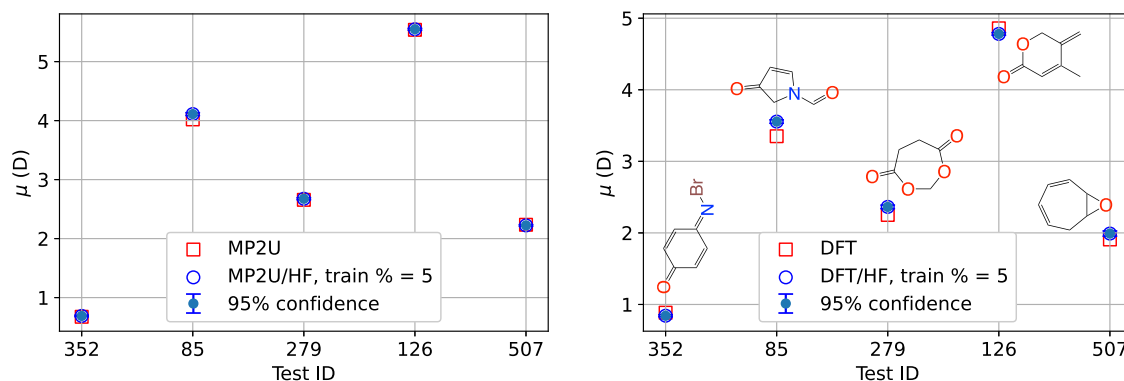 μ (D)
5
4
3
2
1
MP2U
MP2U/HF, train % = 5
95% confidence
352
85
279
126
507
Test ID
μ (D)
5
4
3
2
1
O
O
O
N
O
O
O
O
O
Br
N
O
O
DFT
DFT/HF, train % = 5
95% confidence
352
85
279
126
507
Test ID